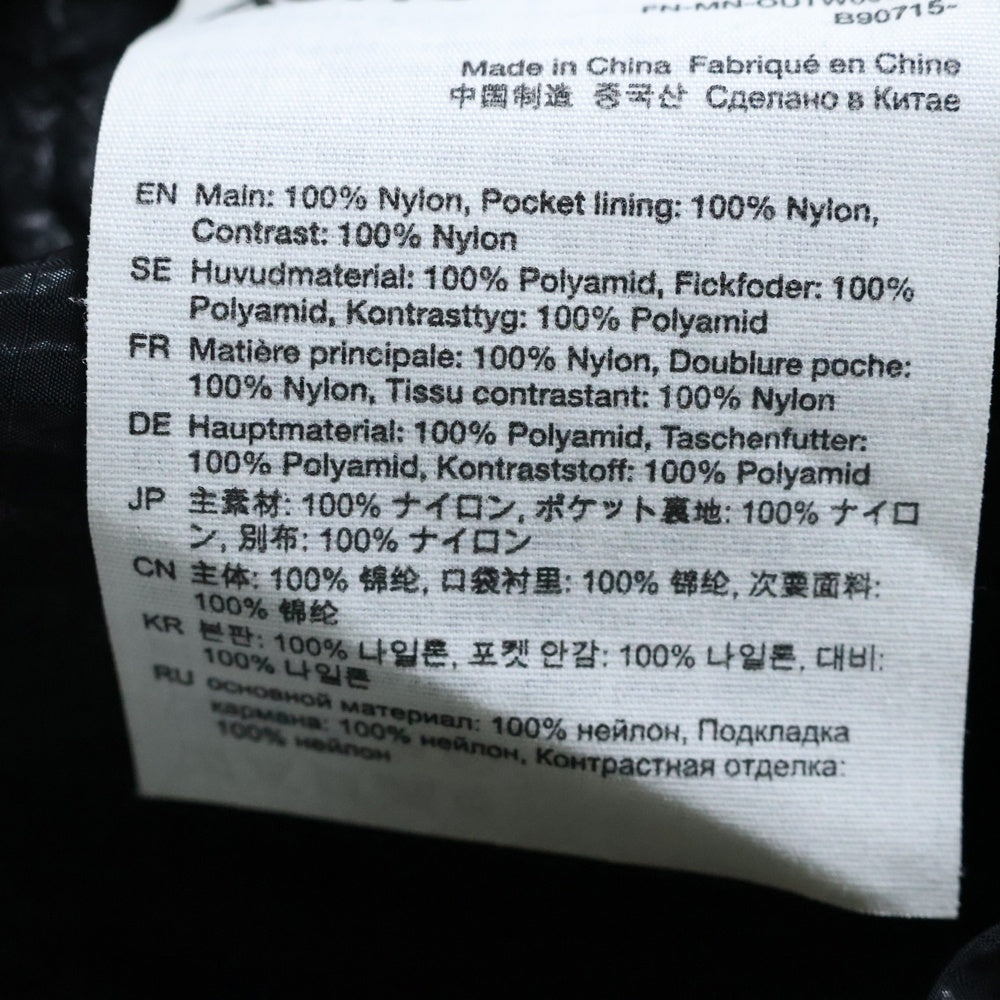 B90715-
Made in China Fabriqué en Chine
中国制造 중국산 Сделано в Китае
EN Main: 100% Nylon, Pocket lining: 100% Nylon,
Contrast: 100% Nylon
SE Huvudmaterial: 100% Polyamid, Fickfoder: 100%
Polyamid, Kontrasttyg: 100% Polyamid
FR Matière principale: 100% Nylon, Doublure poche:
100% Nylon, Tissu contrastant: 100% Nylon
DE Hauptmaterial: 100% Polyamid, Taschenfutter:
100% Polyamid, Kontraststoff: 100% Polyamid
JP 主素材: 100% ナイロン, ポケット裏地: 100% ナイロ
ン, 別布: 100% ナイロン
CN 主体: 100% 锦纶, 口袋衬里: 100% 锦纶, 次要面料:
100% 锦纶
KR 본판: 100% 나일론, 포켓 안감: 100% 나일론, 대비:
100% 나일론
RU основной материал: 100% нейлон, Подкладка
кармана: 100% нейлон, Контрастная отделка:
100% нейлон